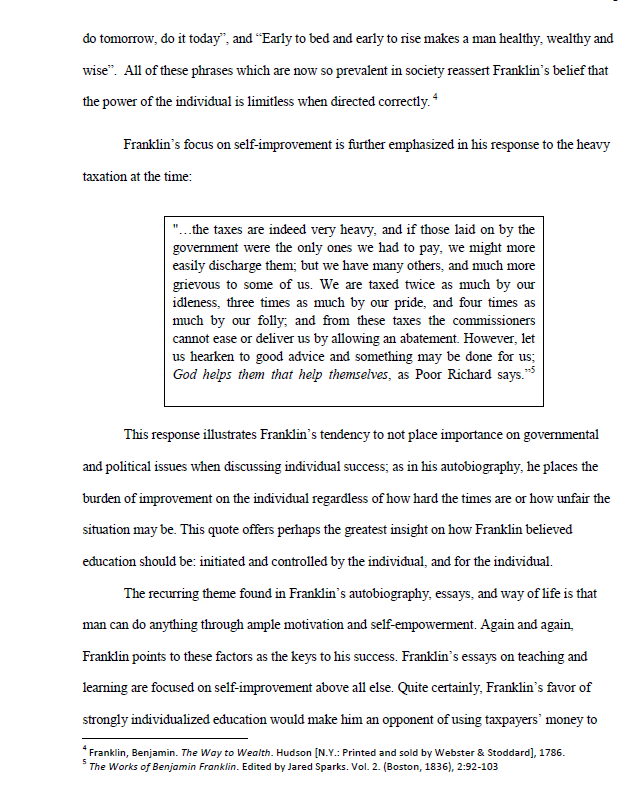 do tomorrow, do it today”, and “Early to bed and early to rise makes a man healthy, wealthy and
wise”.  All of these phrases which are now so prevalent in society reassert Franklin’s belief that
the power of the individual is limitless when directed correctly. 4
Franklin’s focus on self-improvement is further emphasized in his response to the heavy
taxation at the time:
"…the taxes are indeed very heavy, and if those laid on by the
government were the only ones we had to pay, we might more
easily discharge them; but we have many others, and much more
grievous to some of us. We are taxed twice as much by our
idleness, three times as much by our pride, and four times as
much by our folly; and from these taxes the commissioners
cannot ease or deliver us by allowing an abatement. However, let
us hearken to good advice and something may be done for us;
God helps them that help themselves, as Poor Richard says.”5
This response illustrates Franklin’s tendency to not place importance on governmental
and political issues when discussing individual success; as in his autobiography, he places the
burden of improvement on the individual regardless of how hard the times are or how unfair the
situation may be. This quote offers perhaps the greatest insight on how Franklin believed
education should be: initiated and controlled by the individual, and for the individual.
The recurring theme found in Franklin’s autobiography, essays, and way of life is that
man can do anything through ample motivation and self-empowerment. Again and again,
Franklin points to these factors as the keys to his success. Franklin’s essays on teaching and
learning are focused on self-improvement above all else. Quite certainly, Franklin’s favor of
strongly individualized education would make him an opponent of using taxpayers’ money to
4 Franklin, Benjamin. The Way to Wealth. Hudson [N.Y.: Printed and sold by Webster & Stoddard], 1786.
5 The Works of Benjamin Franklin. Edited by Jared Sparks. Vol. 2. (Boston, 1836), 2:92-103